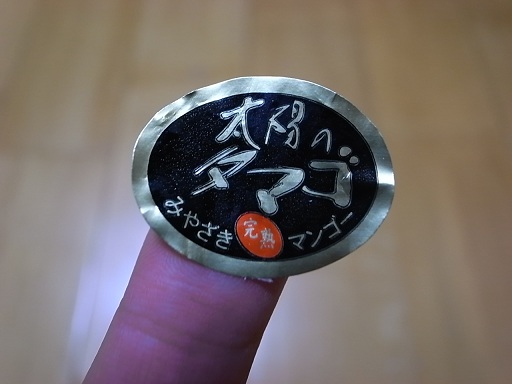 太陽の
タマゴ
みやざき
完熟
マンゴー